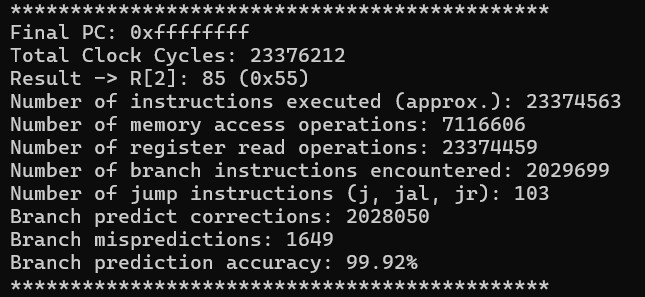 *********************************************
Final PC: 0xffffffff
Total Clock Cycles: 23376212
Result -> R[2]: 85 (0x55)
Number of instructions executed (approx.): 23374563
Number of memory access operations: 7116606
Number of register read operations: 23374459
Number of branch instructions encountered: 2029699
Number of jump instructions (j, jal, jr): 103
Branch predict corrections: 2028050
Branch mispredictions: 1649
Branch prediction accuracy: 99.92%
*********************************************